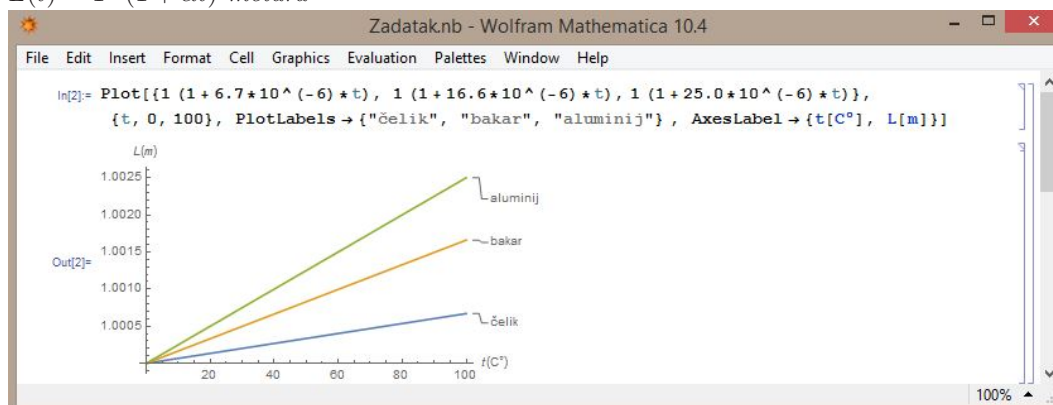 Zadatak.nb - Wolfram Mathematica 10.4
File Edit Insert Format Cell Graphics Evaluation Palettes Window Help
In[2]:= Plot[{1 (1 + 6.7*10^(-6)*t), 1 (1 + 16.6*10^(-6)*t), 1 (1 + 25.0*10^(-6)*t)},
{t, 0, 100}, PlotLabels → {"čelik", "bakar", "aluminij"} , AxesLabel → {t[C°], L[m]}]
L(m)
1.0025
aluminij
1.0020
bakar
Out[2]=
1.0015
1.0010
1.0005
čelik
t(C°)
20 40 60 80 100
100%